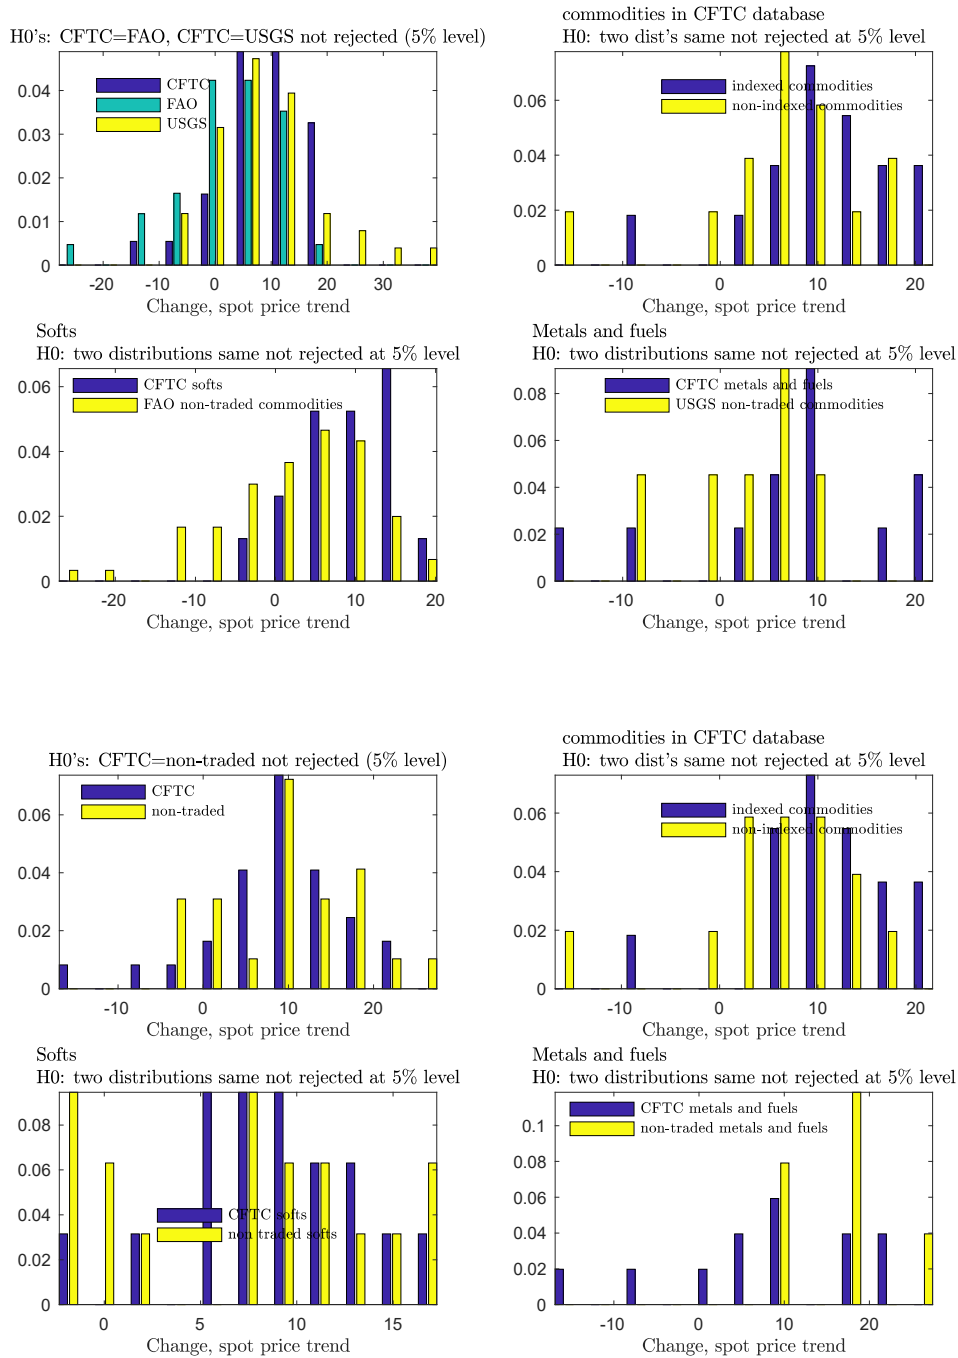 H0's: CFTC=FAO, CFTC=USGS not rejected (5% level)
CFTC
FAO
USGS
0.04
0.03
0.02
0.01
0
-20
-10
0
10
20
30
Change, spot price trend
commodities in CFTC database
H0: two dist's same not rejected at 5% level
indexed commodities
non-indexed commodities
0.06
0.04
0.02
0
-10
0
10
20
Change, spot price trend
Softs
H0: two distributions same not rejected at 5% level
CFTC softs
FAO non-traded commodities
0.06
0.04
0.02
0
-20
-10
0
10
20
Change, spot price trend
Metals and fuels
H0: two distributions same not rejected at 5% level
CFTC metals and fuels
USGS non-traded commodities
0.08
0.06
0.04
0.02
0
-10
0
10
20
Change, spot price trend
H0's: CFTC=non-traded not rejected (5% level)
CFTC
non-traded
0.06
0.04
0.02
0
-10
0
10
20
Change, spot price trend
commodities in CFTC database
H0: two dist's same not rejected at 5% level
indexed commodities
non-indexed commodities
0.06
0.04
0.02
0
-10
0
10
20
Change, spot price trend
Softs
H0: two distributions same not rejected at 5% level
0.08
0.06
0.04
CFTC softs
non traded softs
0.02
0
0
5
10
15
Change, spot price trend
Metals and fuels
H0: two distributions same not rejected at 5% level
CFTC metals and fuels
non-traded metals and fuels
0.1
0.08
0.06
0.04
0.02
0
-10
0
10
20
Change, spot price trend